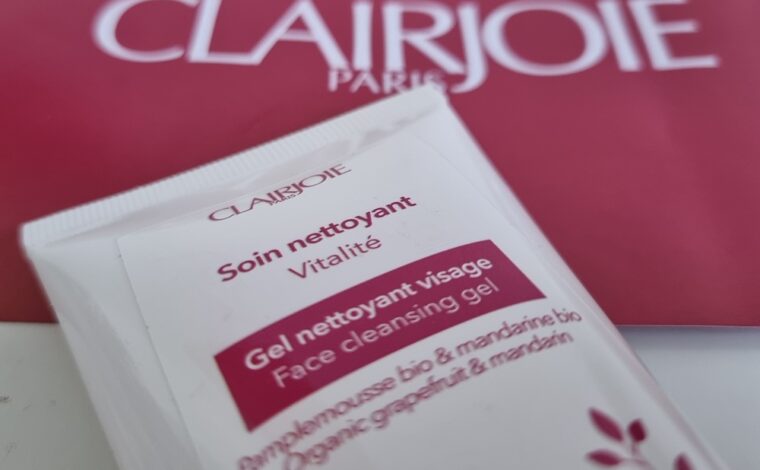 CLAIRJOIE
PARIS
CLAIRJOIE
PARIS
Soin nettoyant
Vitalité
Gel nettoyant visage
Face cleansing gel
Pamplemousse bio & mandarine bio
Organic grapefruit & mandarin